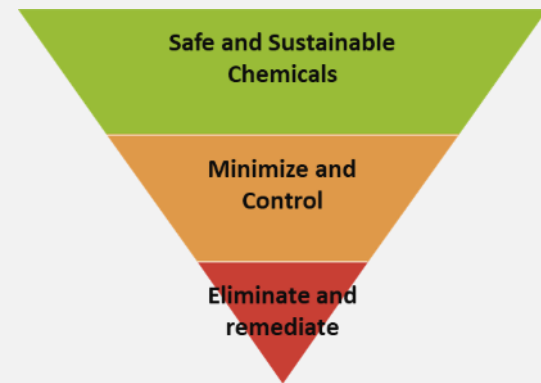 Safe and Sustainable
Chemicals
Minimize and
Control
Eliminate and
remediate